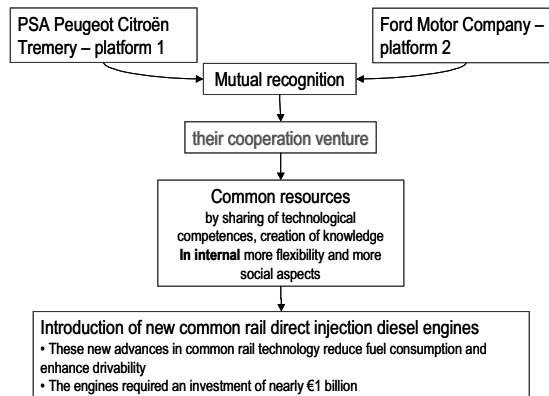 PSA Peugeot Citroën
Tremery – platform 1
Ford Motor Company –
platform 2
Mutual recognition
their cooperation venture
Common resources
by sharing of technological
competences, creation of knowledge
In internal more flexibility and more
social aspects
Introduction of new common rail direct injection diesel engines
• These new advances in common rail technology reduce fuel consumption and
enhance drivability
• The engines required an investment of nearly €1 billion